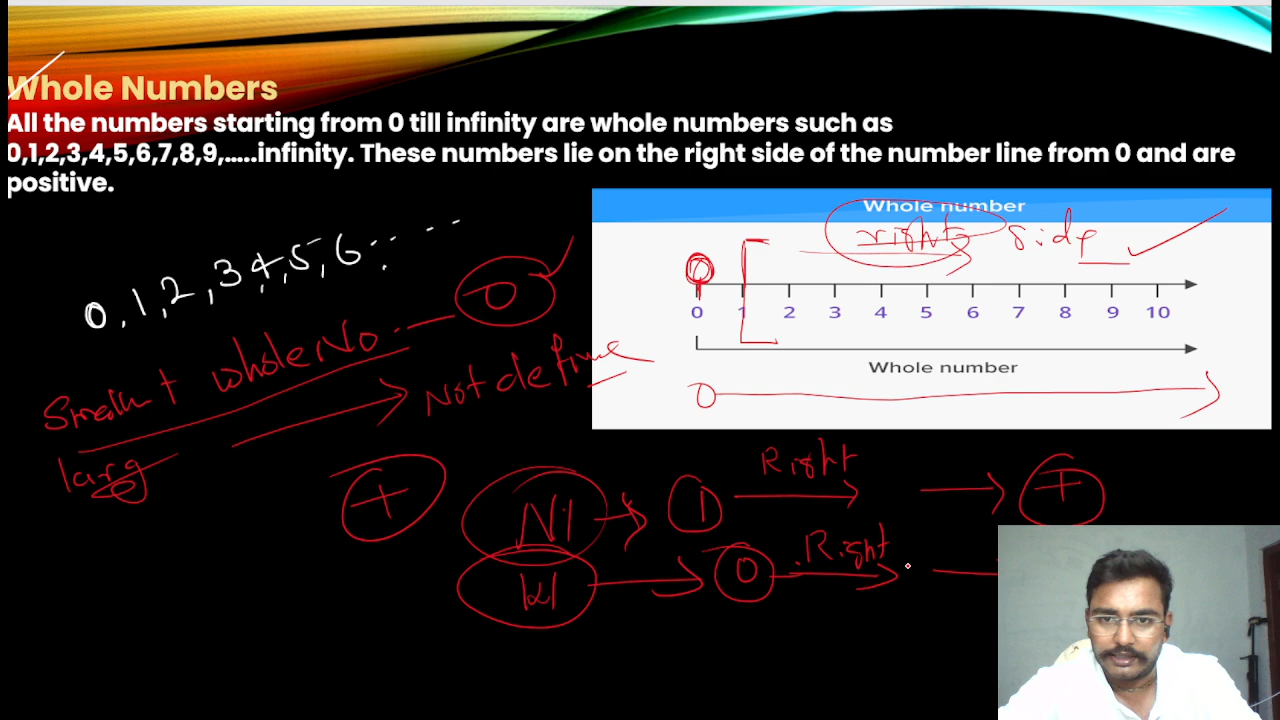 Whole Numbers
All the numbers starting from 0 till infinity are whole numbers such as
0,1,2,3,4,5,6,7,8,9,.....infinity. These numbers lie on the right side of the number line from 0 and are
positive.
Whole number
right side
0
0 1 2 3 4 5 6 7 8 9 10
Whole number
0
0, 1, 2, 3, 4, 5, 6, .....
0
whole No
Not define
larg
+
N1 → 1 Right → +
0 Right